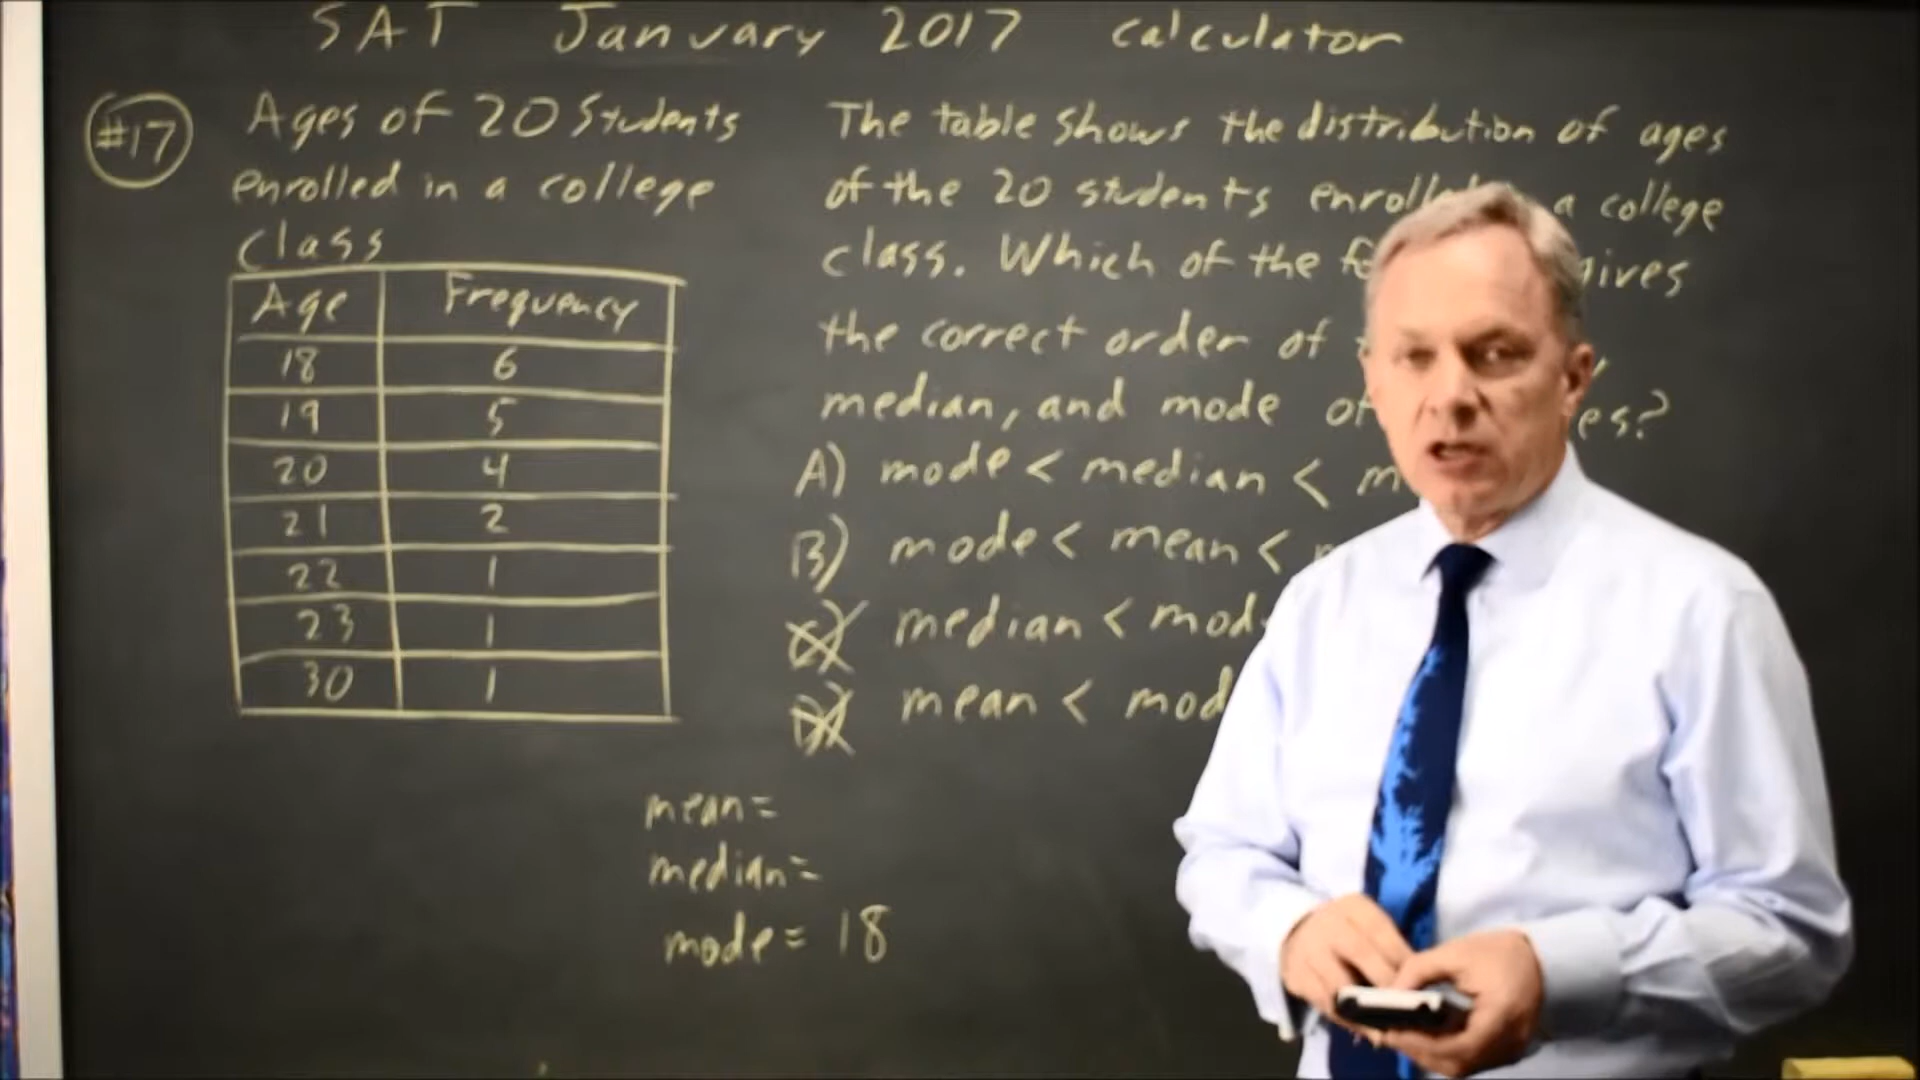 SAT January 2017 calculator
#17
Ages of 20 Students
enrolled in a college
class
Age Frequency
18 6
19 5
20 4
21 2
22 1
23 1
30 1
The table shows the distribution of ages
of the 20 students a college
class. Which of the gives
the correct order of
median, and mode
A) mode < median <
B) mode < mean <
C) median <
D) mean <
mean=
median=
mode= 18